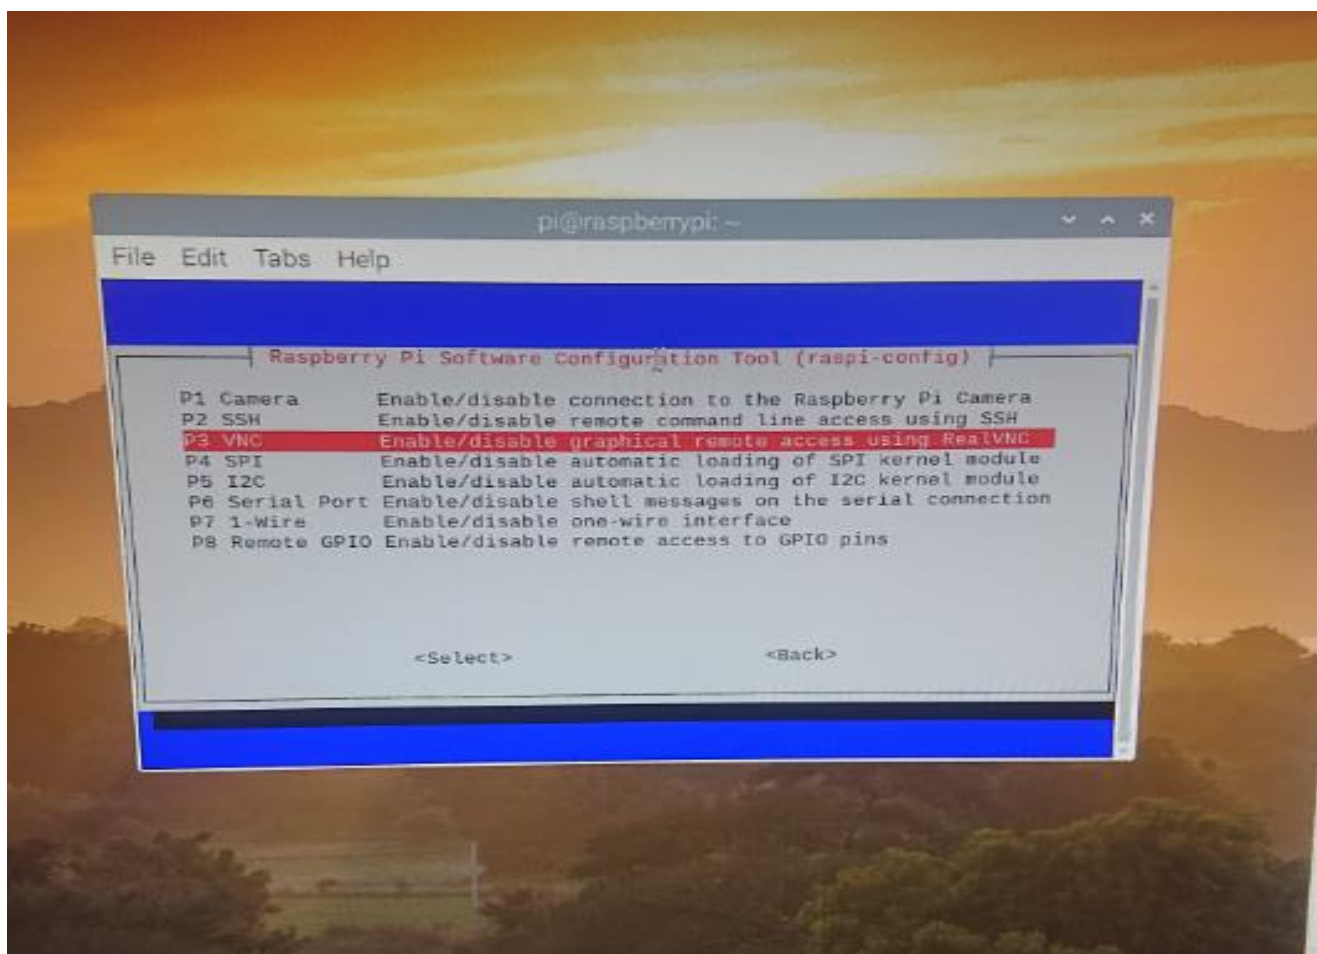 pi@raspberrypi: ~
File Edit Tabs Help
Raspberry Pi Software Configuration Tool (raspi-config)
P1 Camera Enable/disable connection to the Raspberry Pi Camera
P2 SSH Enable/disable remote command line access using SSH
P3 VNC Enable/disable graphical remote access using RealVNC
P4 SPI Enable/disable automatic loading of SPI kernel module
P5 I2C Enable/disable automatic loading of I2C kernel module
P6 Serial Port Enable/disable shell messages on the serial connection
P7 1-Wire Enable/disable one-wire interface
P8 Remote GPIO Enable/disable remote access to GPIO pins
<Select> <Back>